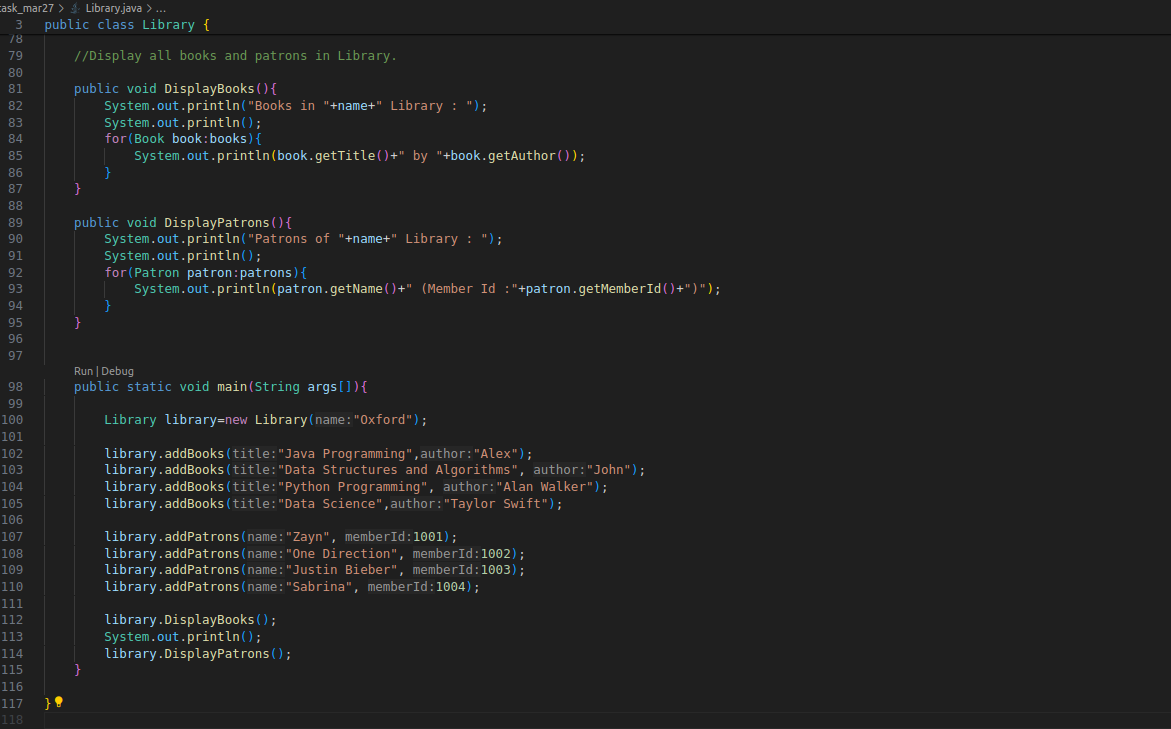 task_mar27 > Library.java > ...
3 public class Library {
78
79 //Display all books and patrons in Library.
80
81 public void DisplayBooks(){
82 System.out.println("Books in "+name+" Library : ");
83 System.out.println();
84 for(Book book:books){
85 System.out.println(book.getTitle()+" by "+book.getAuthor());
86 }
87 }
88
89 public void DisplayPatrons(){
90 System.out.println("Patrons of "+name+" Library : ");
91 System.out.println();
92 for(Patron patron:patrons){
93 System.out.println(patron.getName()+" (Member Id :"+patron.getMemberId()+")");
94 }
95 }
96
97
Run | Debug
98 public static void main(String args[]){
99
100 Library library=new Library(name:"Oxford");
101
102 library.addBooks(title:"Java Programming",author:"Alex");
103 library.addBooks(title:"Data Structures and Algorithms", author:"John");
104 library.addBooks(title:"Python Programming", author:"Alan Walker");
105 library.addBooks(title:"Data Science",author:"Taylor Swift");
106
107 library.addPatrons(name:"Zayn", memberId:1001);
108 library.addPatrons(name:"One Direction", memberId:1002);
109 library.addPatrons(name:"Justin Bieber", memberId:1003);
110 library.addPatrons(name:"Sabrina", memberId:1004);
111
112 library.DisplayBooks();
113 System.out.println();
114 library.DisplayPatrons();
115 }
116
117 }
118